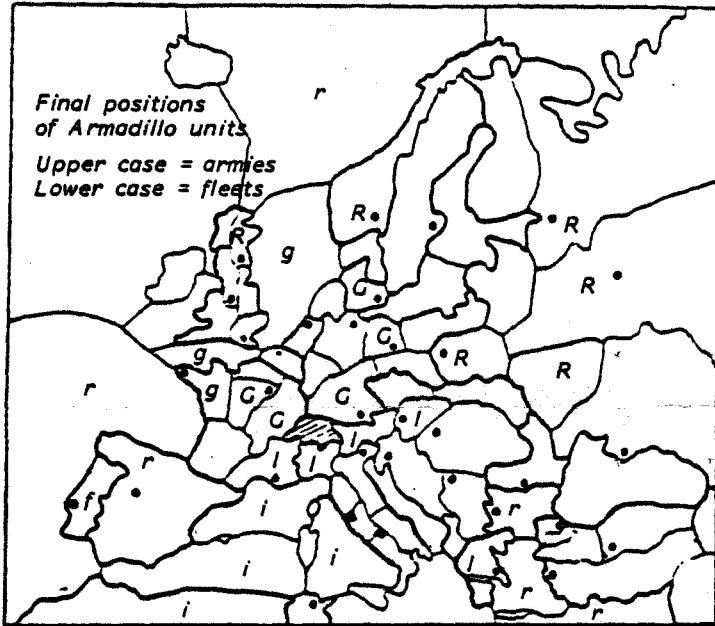 r
Final positions
of Armadillo units
Upper case = armies
Lower case = fleets
R
R
R
g
R
G
G
g
R
R
r
g
G
G
G
I
I
r
I
I
f
i
r
i
i
I
i
r
r